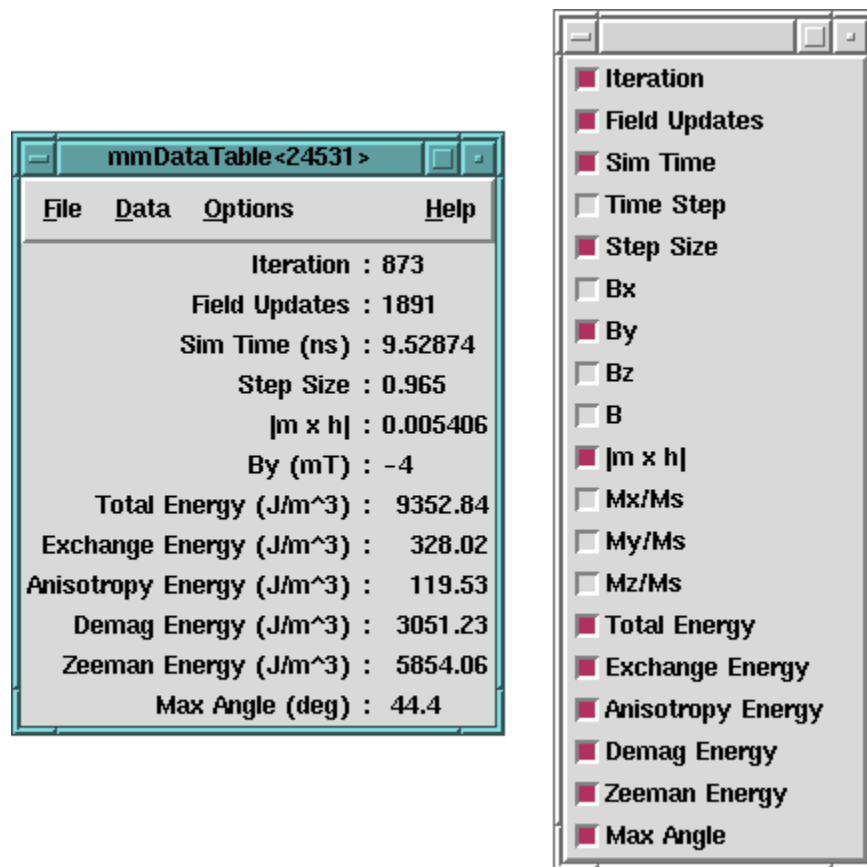 mmDataTable<24531>
File Data Options Help
Iteration : 873
Field Updates : 1891
Sim Time (ns) : 9.52874
Step Size : 0.965
|m x h| : 0.005406
By (mT) : -4
Total Energy (J/m^3) : 9352.84
Exchange Energy (J/m^3) : 328.02
Anisotropy Energy (J/m^3) : 119.53
Demag Energy (J/m^3) : 3051.23
Zeeman Energy (J/m^3) : 5854.06
Max Angle (deg) : 44.4
Iteration
Field Updates
Sim Time
Time Step
Step Size
Bx
By
Bz
B
|m x h|
Mx/Ms
My/Ms
Mz/Ms
Total Energy
Exchange Energy
Anisotropy Energy
Demag Energy
Zeeman Energy
Max Angle